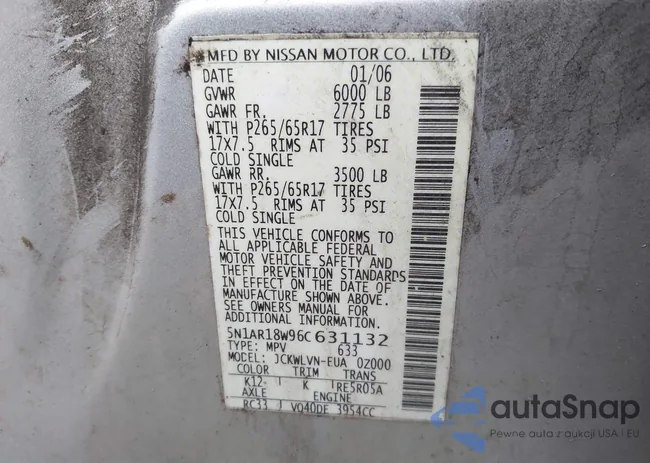 MFD BY NISSAN MOTOR CO., LTD.
DATE 01/06
GVWR 6000 LB
GAWR FR. 2775 LB
WITH P265/65R17 TIRES
17X7.5 RIMS AT 35 PSI
COLD SINGLE
GAWR RR. 3500 LB
WITH P265/65R17 TIRES
17X7.5 RIMS AT 35 PSI
COLD SINGLE
THIS VEHICLE CONFORMS TO
ALL APPLICABLE FEDERAL
MOTOR VEHICLE SAFETY AND
THEFT PREVENTION STANDARDS
IN EFFECT ON THE DATE OF
MANUFACTURE SHOWN ABOVE.
SEE OWNERS MANUAL FOR
ADDITIONAL INFORMATION
5N1AR18W96C631132
TYPE: MPV 633
MODEL: JCKWLVN-EUA 0Z000
COLOR TRIM TRANS
K12- K RE5R05A
AXLE ENGINE
RC33 VQ40DE 3954CC
autoSnap
Pewne auta z aukcji USA i EU